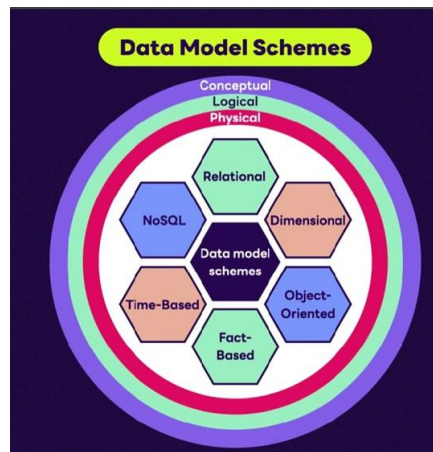 Data Model Schemes
Conceptual
Logical
Physical
Relational
NoSQL
Dimensional
Data model
schemes
Time-Based
Object-
Oriented
Fact-
Based